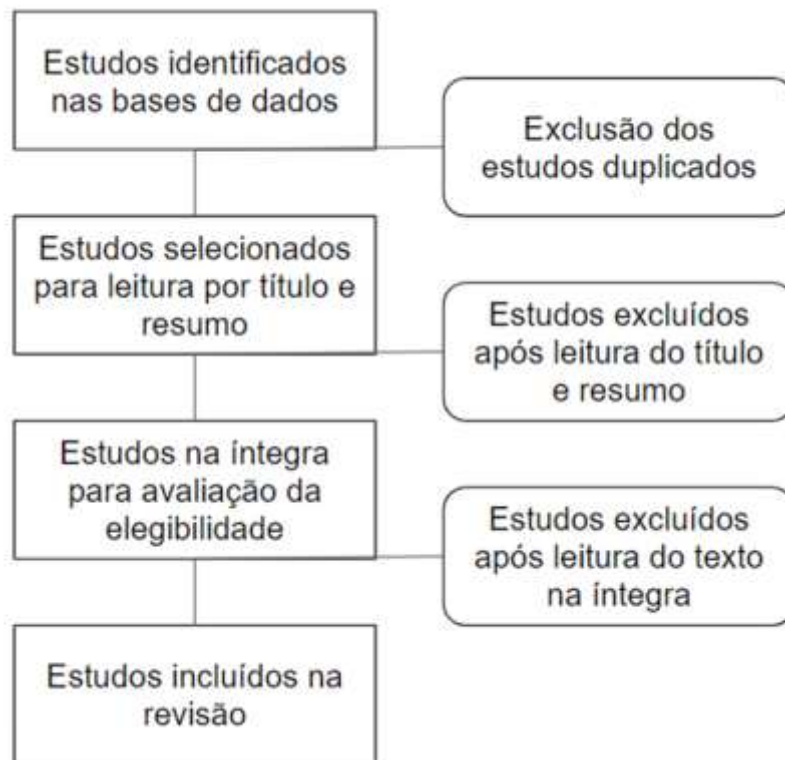 Estudos identificados
nas bases de dados
Exclusão dos
estudos duplicados
Estudos selecionados
para leitura por título e
resumo
Estudos excluídos
após leitura do título
e resumo
Estudos na íntegra
para avaliação da
elegibilidade
Estudos excluídos
após leitura do texto
na íntegra
Estudos incluídos na
revisão